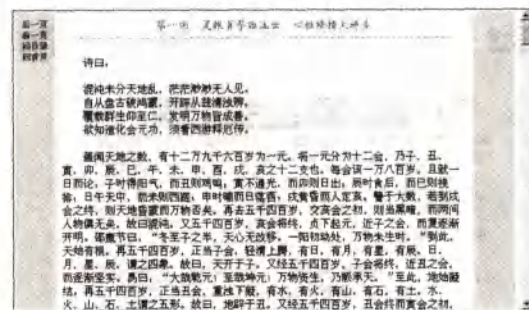 第一回 灵根育孕源流出 心性修持大道生
诗曰：
混沌未分天地乱，茫茫渺渺无人见。
自从盘古破鸿蒙，开辟从兹清浊辨。
覆载群生仰至仁，发明万物皆成善。
欲知造化会元功，须看西游释厄传。
盖闻天地之数，有十二万九千六百岁为一元。将一元分为十二会，乃子、丑、
寅、卯、辰、巳、午、未、申、酉、戌、亥之十二支也。每会该一万八百岁。且就一
日而论：子时得阳气，而丑则鸡鸣；寅不通光，而卯则日出；辰时食后，而巳则挨
排；日午天中，而未则西蹉；申时晡而日落酉；戌黄昏而人定亥。譬于大数，若到戌
会之终，则天地昏蒙而万物否矣。再去五千四百岁，交亥会之初，则当黑暗，而两间
人物俱无矣，故曰混沌。又五千四百岁，亥会将终，贞下起元，近子之会，而复逐渐
开明。邵康节曰：“冬至子之半，天心无改移。一阳初动处，万物未生时。”到此，
天始有根。再五千四百岁，正当子会，轻清上腾，有日，有月，有星，有辰。日、
月、星、辰，谓之四象。故曰，天开于子。又经五千四百岁，子会将终，近丑之会，
而逐渐坚实。易曰：“大哉乾元！至哉坤元！万物资生，乃顺承天。”至此，地始凝
结。再五千四百岁，正当丑会，重浊下凝，有水，有火，有山，有石，有土。水、
火、山、石、土谓之五形。故曰，地辟于丑。又经五千四百岁，丑会终而寅会之初，